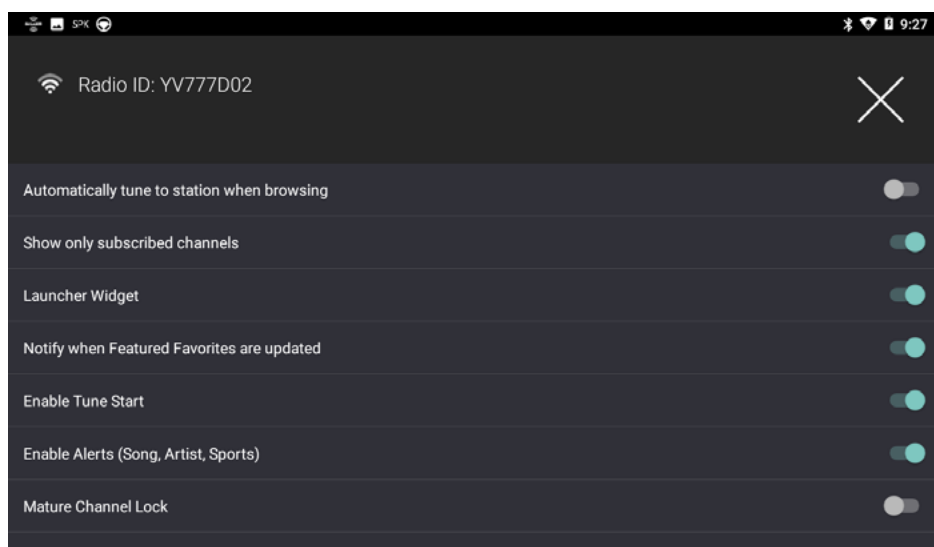 SPK
9:27
Radio ID: YV777D02
Automatically tune to station when browsing
Show only subscribed channels
Launcher Widget
Notify when Featured Favorites are updated
Enable Tune Start
Enable Alerts (Song, Artist, Sports)
Mature Channel Lock